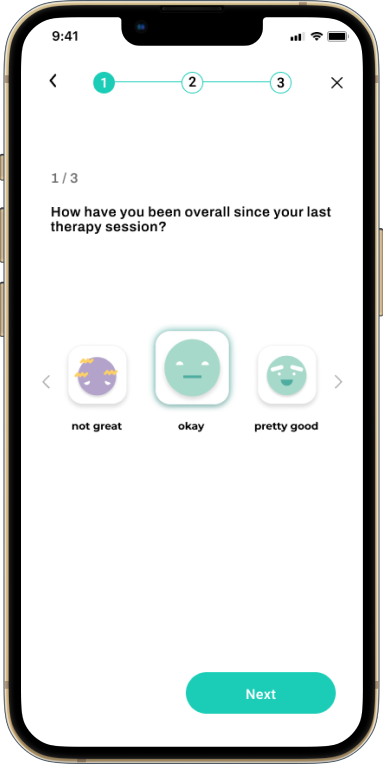 9:41
1 2 3
1 / 3
How have you been overall since your last
therapy session?
not great okay pretty good
Next